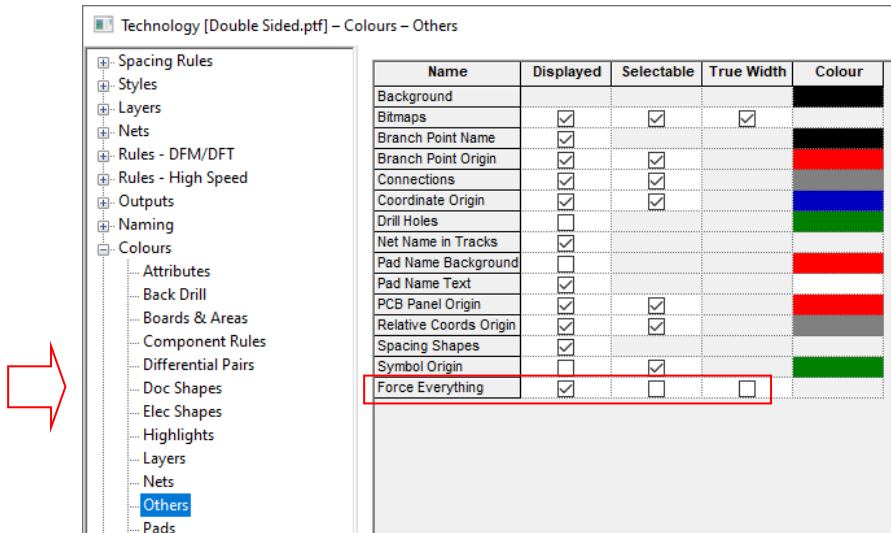 Technology [Double Sided.ptf] – Colours – Others
Spacing Rules
Styles
Layers
Nets
Rules - DFM/DFT
Rules - High Speed
Outputs
Naming
Colours
Attributes
Back Drill
Boards & Areas
Component Rules
Differential Pairs
Doc Shapes
Elec Shapes
Highlights
Layers
Nets
Others
Pads
Name Displayed Selectable True Width Colour
Background
Bitmaps
Branch Point Name
Branch Point Origin
Connections
Coordinate Origin
Drill Holes
Net Name in Tracks
Pad Name Background
Pad Name Text
PCB Panel Origin
Relative Coords Origin
Spacing Shapes
Symbol Origin
Force Everything